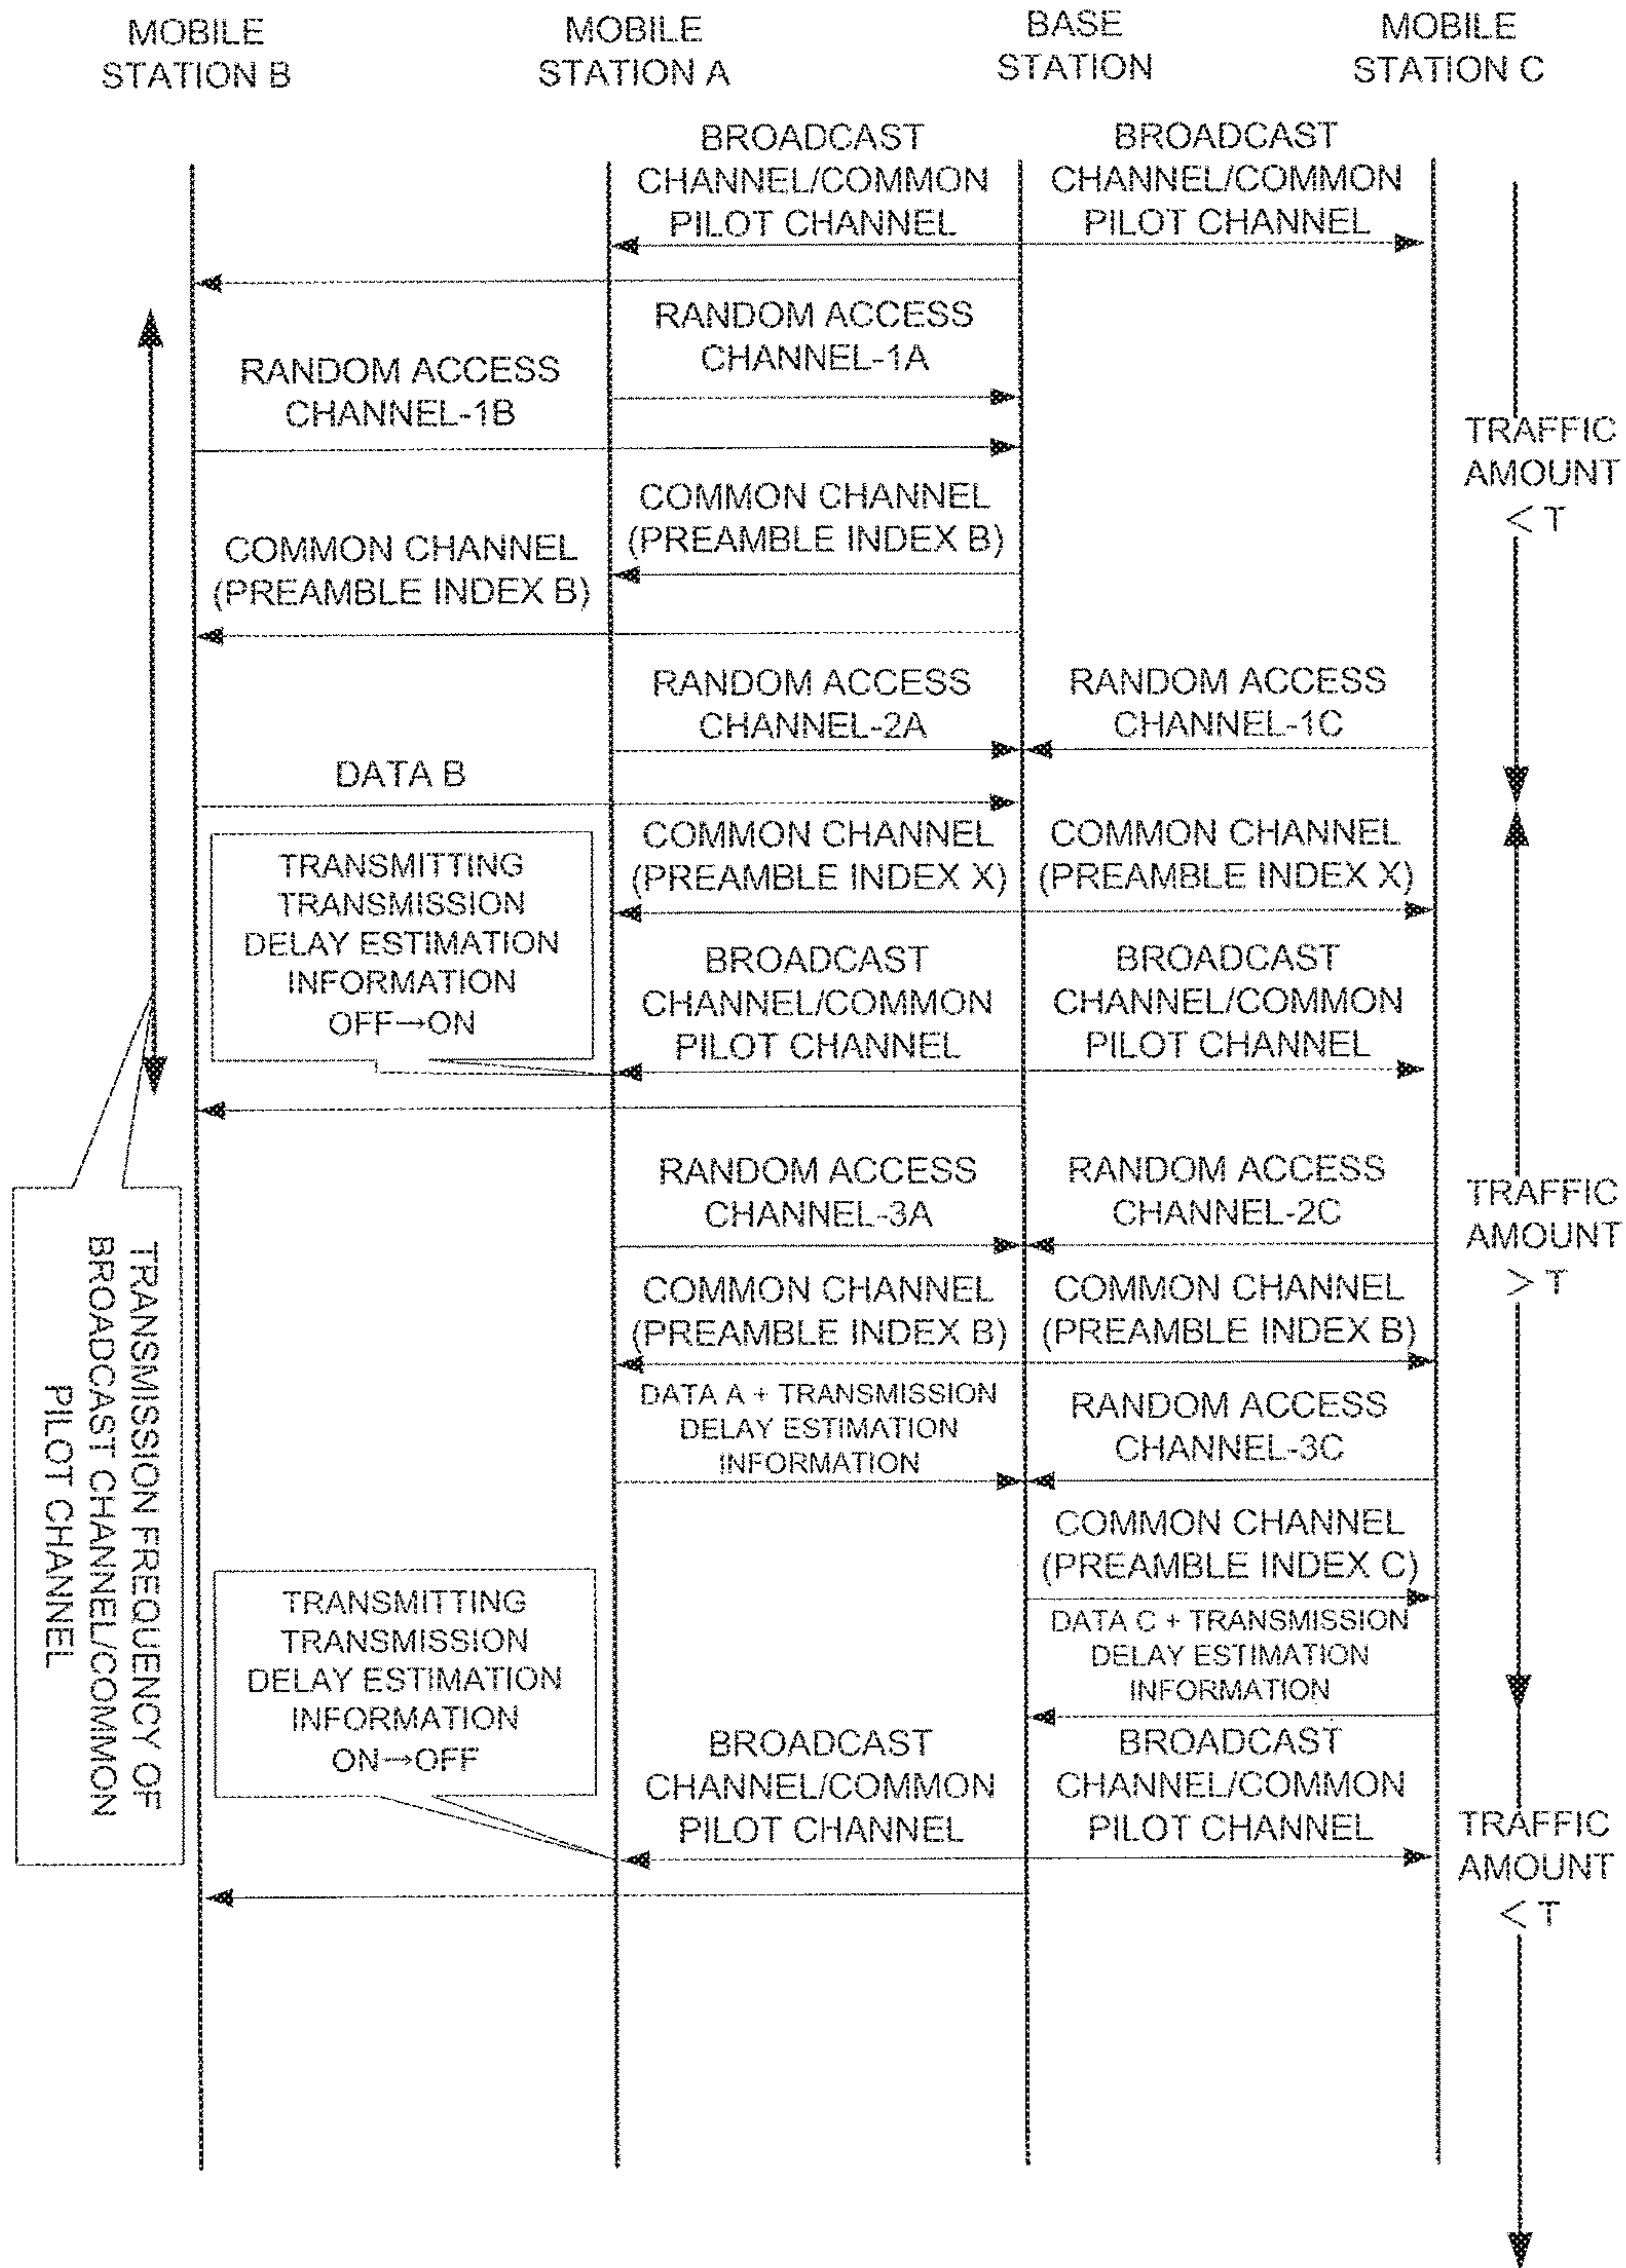 MOBILE
STATION B
MOBILE
STATION A
BASE
STATION
MOBILE
STATION C
BROADCAST
CHANNEL/COMMON
PILOT CHANNEL
BROADCAST
CHANNEL/COMMON
PILOT CHANNEL
RANDOM ACCESS
CHANNEL-1A
RANDOM ACCESS
CHANNEL-1B
TRAFFIC
AMOUNT
< T
COMMON CHANNEL
(PREAMBLE INDEX B)
COMMON CHANNEL
(PREAMBLE INDEX B)
RANDOM ACCESS
CHANNEL-2A
RANDOM ACCESS
CHANNEL-1C
DATA B
COMMON CHANNEL
(PREAMBLE INDEX X)
COMMON CHANNEL
(PREAMBLE INDEX X)
TRANSMITTING
TRANSMISSION
DELAY ESTIMATION
INFORMATION
OFF→ON
BROADCAST
CHANNEL/COMMON
PILOT CHANNEL
BROADCAST
CHANNEL/COMMON
PILOT CHANNEL
RANDOM ACCESS
CHANNEL-3A
RANDOM ACCESS
CHANNEL-2C
TRAFFIC
AMOUNT
> T
TRANSMISSION FREQUENCY OF
BROADCAST CHANNEL/COMMON
PILOT CHANNEL
COMMON CHANNEL
(PREAMBLE INDEX B)
COMMON CHANNEL
(PREAMBLE INDEX B)
DATA A + TRANSMISSION
DELAY ESTIMATION
INFORMATION
RANDOM ACCESS
CHANNEL-3C
COMMON CHANNEL
(PREAMBLE INDEX C)
TRANSMITTING
TRANSMISSION
DELAY ESTIMATION
INFORMATION
ON→OFF
DATA C + TRANSMISSION
DELAY ESTIMATION
INFORMATION
BROADCAST
CHANNEL/COMMON
PILOT CHANNEL
BROADCAST
CHANNEL/COMMON
PILOT CHANNEL
TRAFFIC
AMOUNT
< T